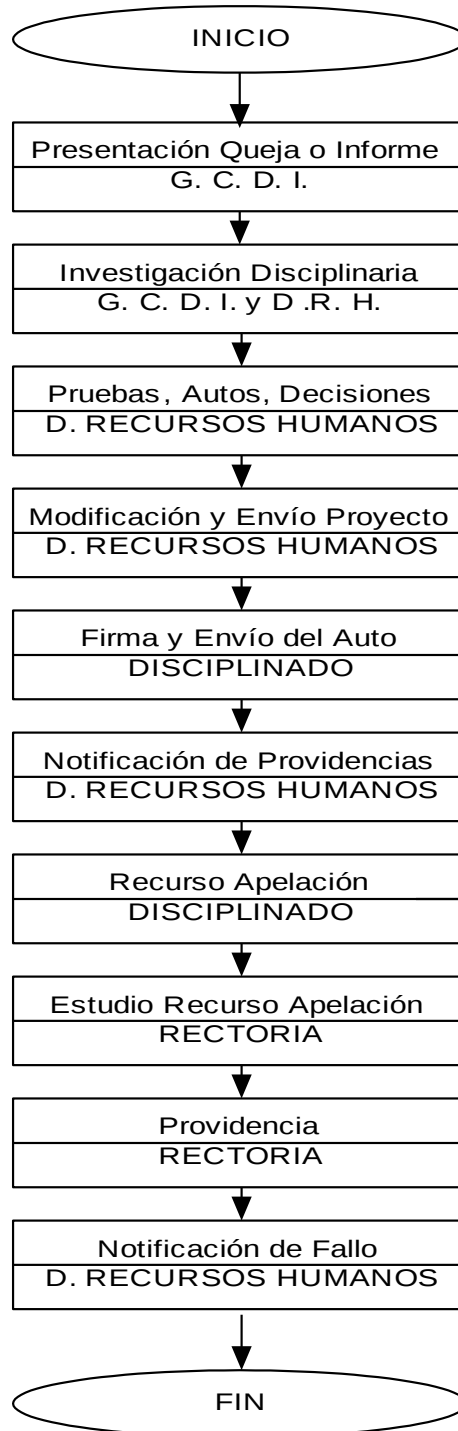 INICIO
Presentación Queja o Informe
G. C. D. I.
Investigación Disciplinaria
G. C. D. I. y D .R. H.
Pruebas, Autos, Decisiones
D. RECURSOS HUMANOS
Modificación y Envío Proyecto
D. RECURSOS HUMANOS
Firma y Envío del Auto
DISCIPLINADO
Notificación de Providencias
D. RECURSOS HUMANOS
Recurso Apelación
DISCIPLINADO
Estudio Recurso Apelación
RECTORIA
Providencia
RECTORIA
Notificación de Fallo
D. RECURSOS HUMANOS
FIN